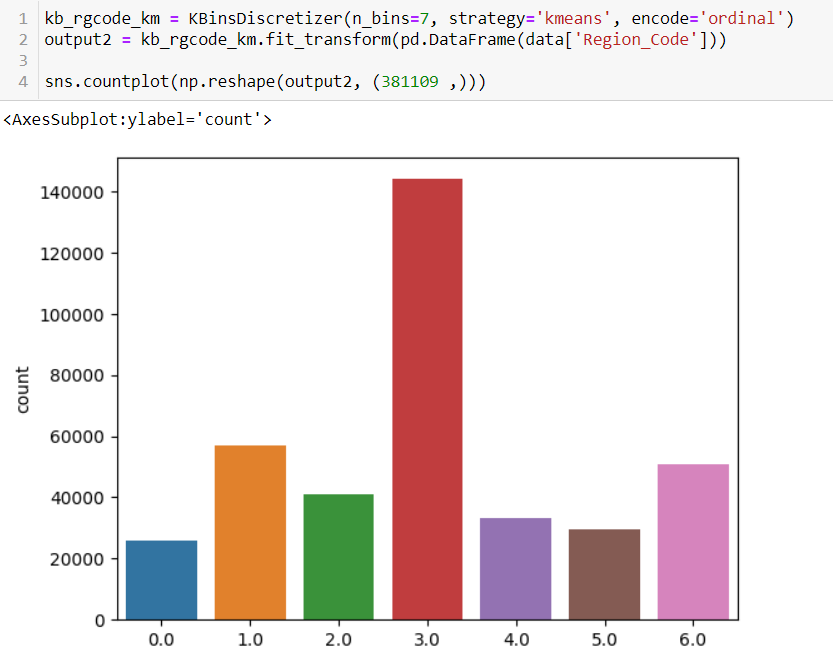 1 kb_rgcode_km = KBinsDiscretizer(n_bins=7, strategy='kmeans', encode='ordinal')
2 output2 = kb_rgcode_km.fit_transform(pd.DataFrame(data['Region_Code']))
3
4 sns.countplot(np.reshape(output2, (381109 ,)))
<AxesSubplot:ylabel='count'>
140000
120000
100000
80000
60000
40000
20000
0
count
0.0 1.0 2.0 3.0 4.0 5.0 6.0